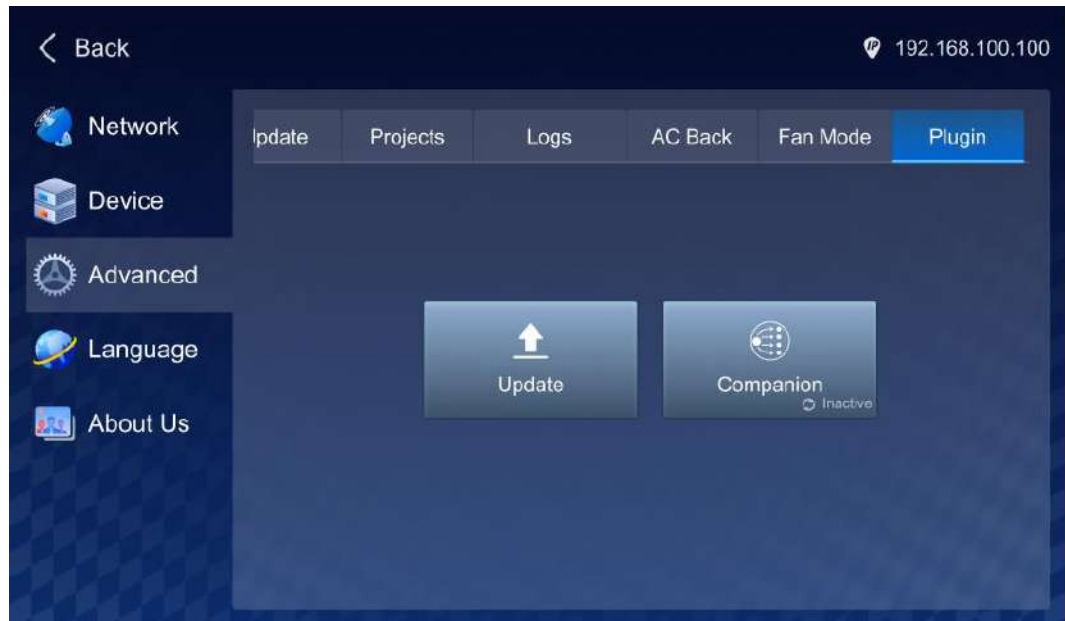 Back
192.168.100.100
Network
Device
Advanced
Language
About Us
pdate
Projects
Logs
AC Back
Fan Mode
Plugin
Update
Companion
Inactive